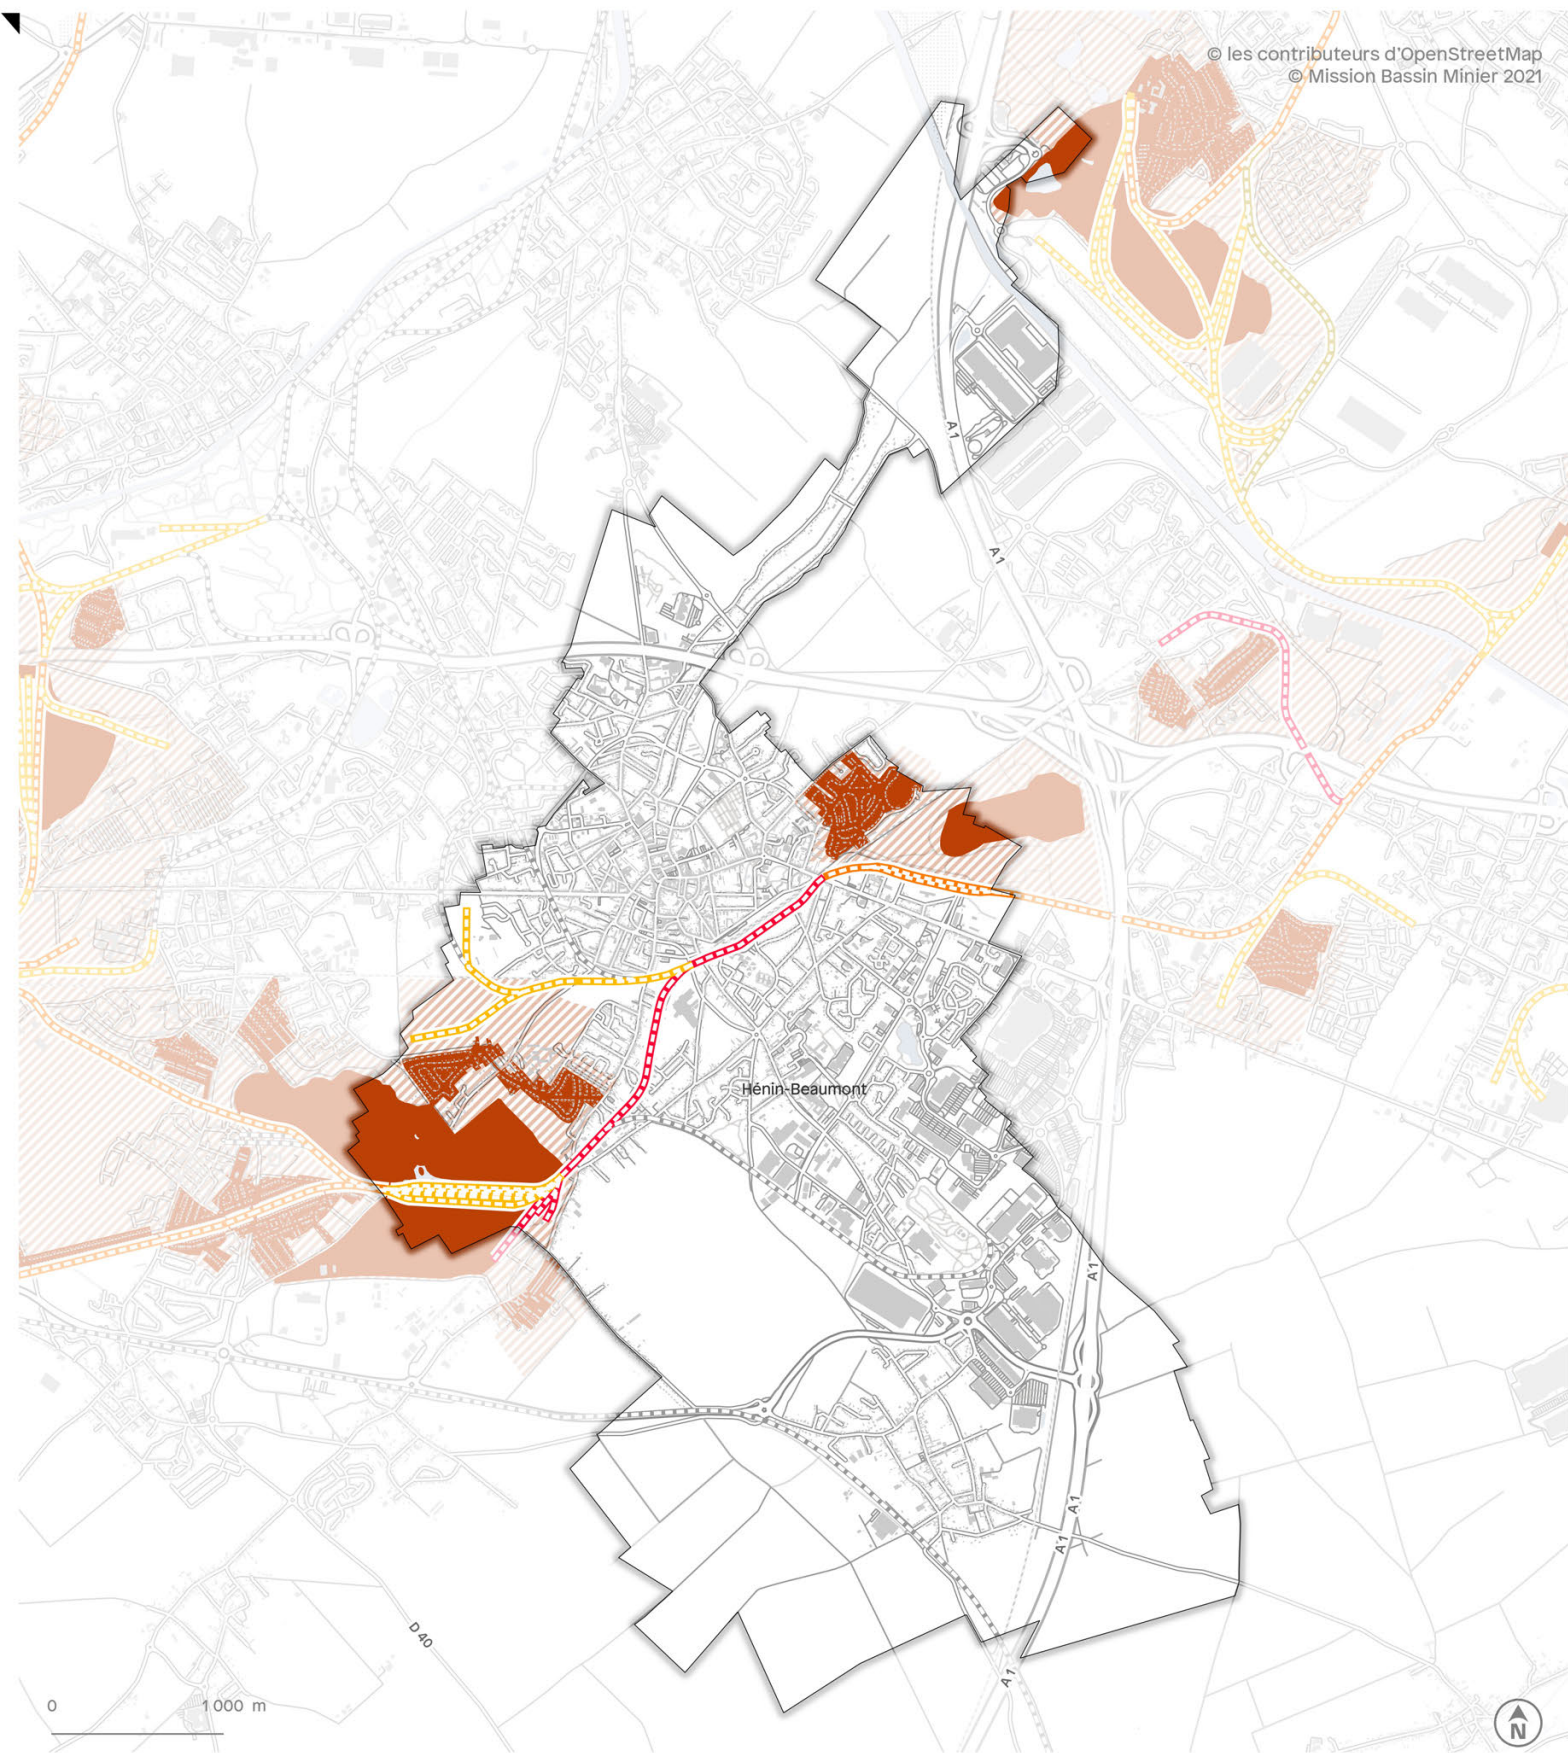 © les contributeurs d'OpenStreetMap
© Mission Bassin Minier 2021
A 1
A 1
Hénin-Beaumont
A 1
A 1
A 1
D 40
A 1
0 1 000 m
N